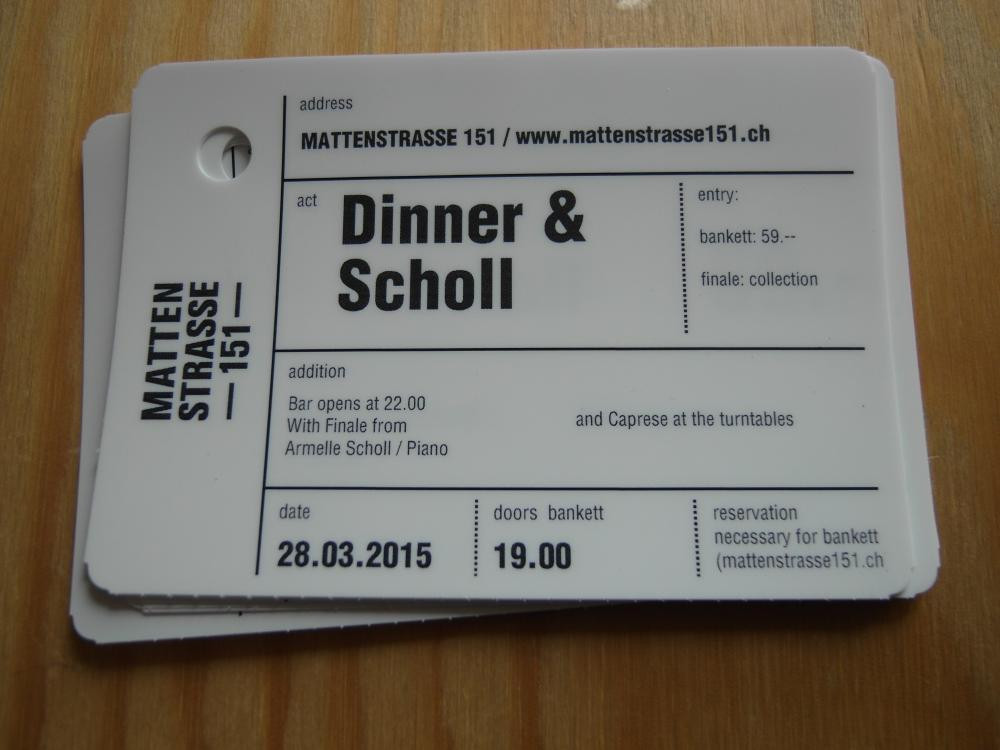 address
MATTENSTRASSE 151 / www.mattenstrasse151.ch
act
Dinner &
Scholl
entry:
bankett: 59.--
finale: collection
MATTEN
STRASSE
—151—
addition
Bar opens at 22.00
With Finale from
Armelle Scholl / Piano
and Caprese at the turntables
date
28.03.2015
doors bankett
19.00
reservation
necessary for bankett
(mattenstrasse151.ch